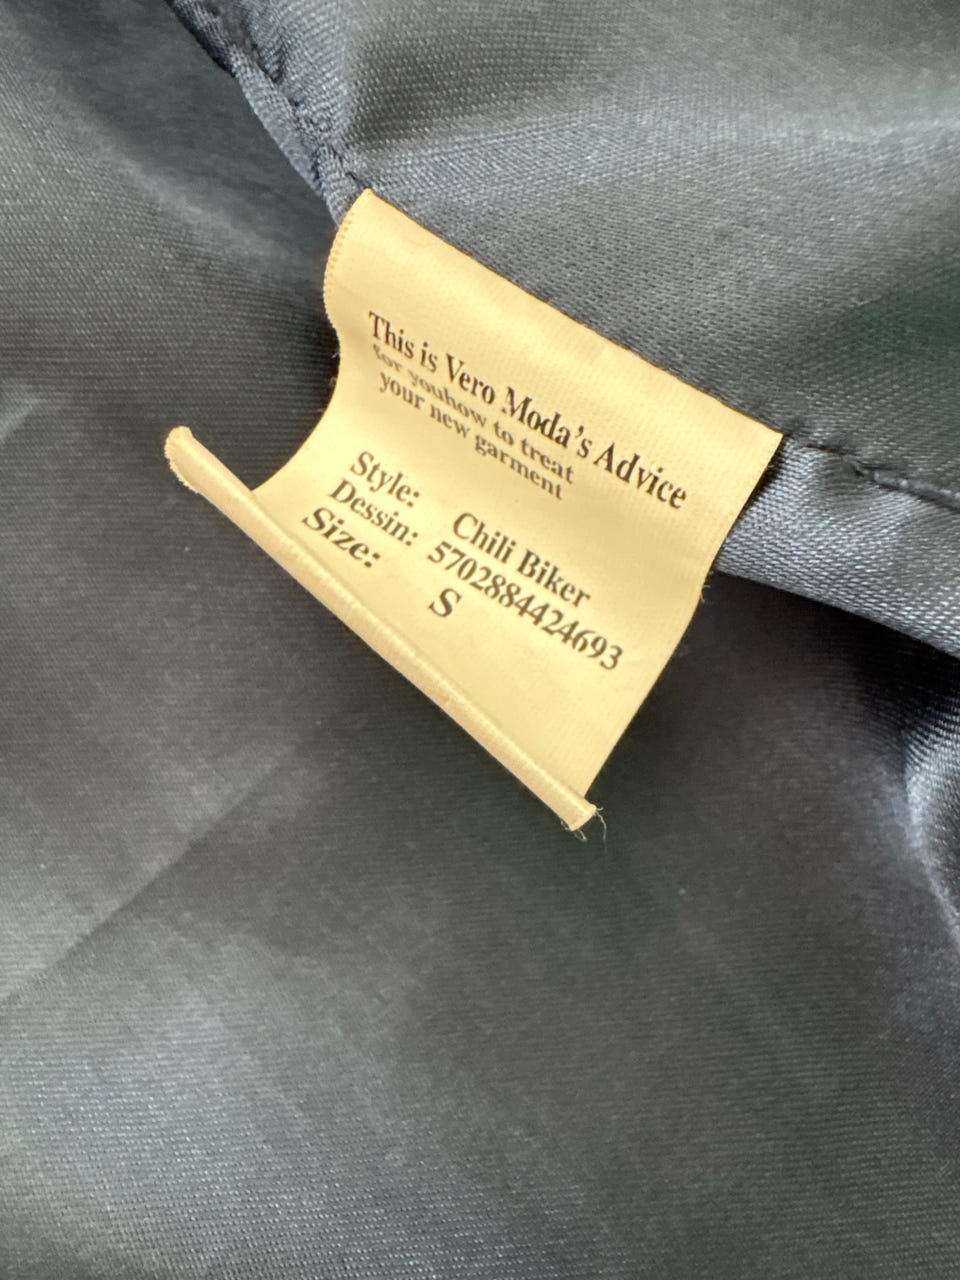 This is Vero Moda's Advice
for youhow to treat
your new garment
Style: Chili Biker
Dessin: 5702884424693
Size: S